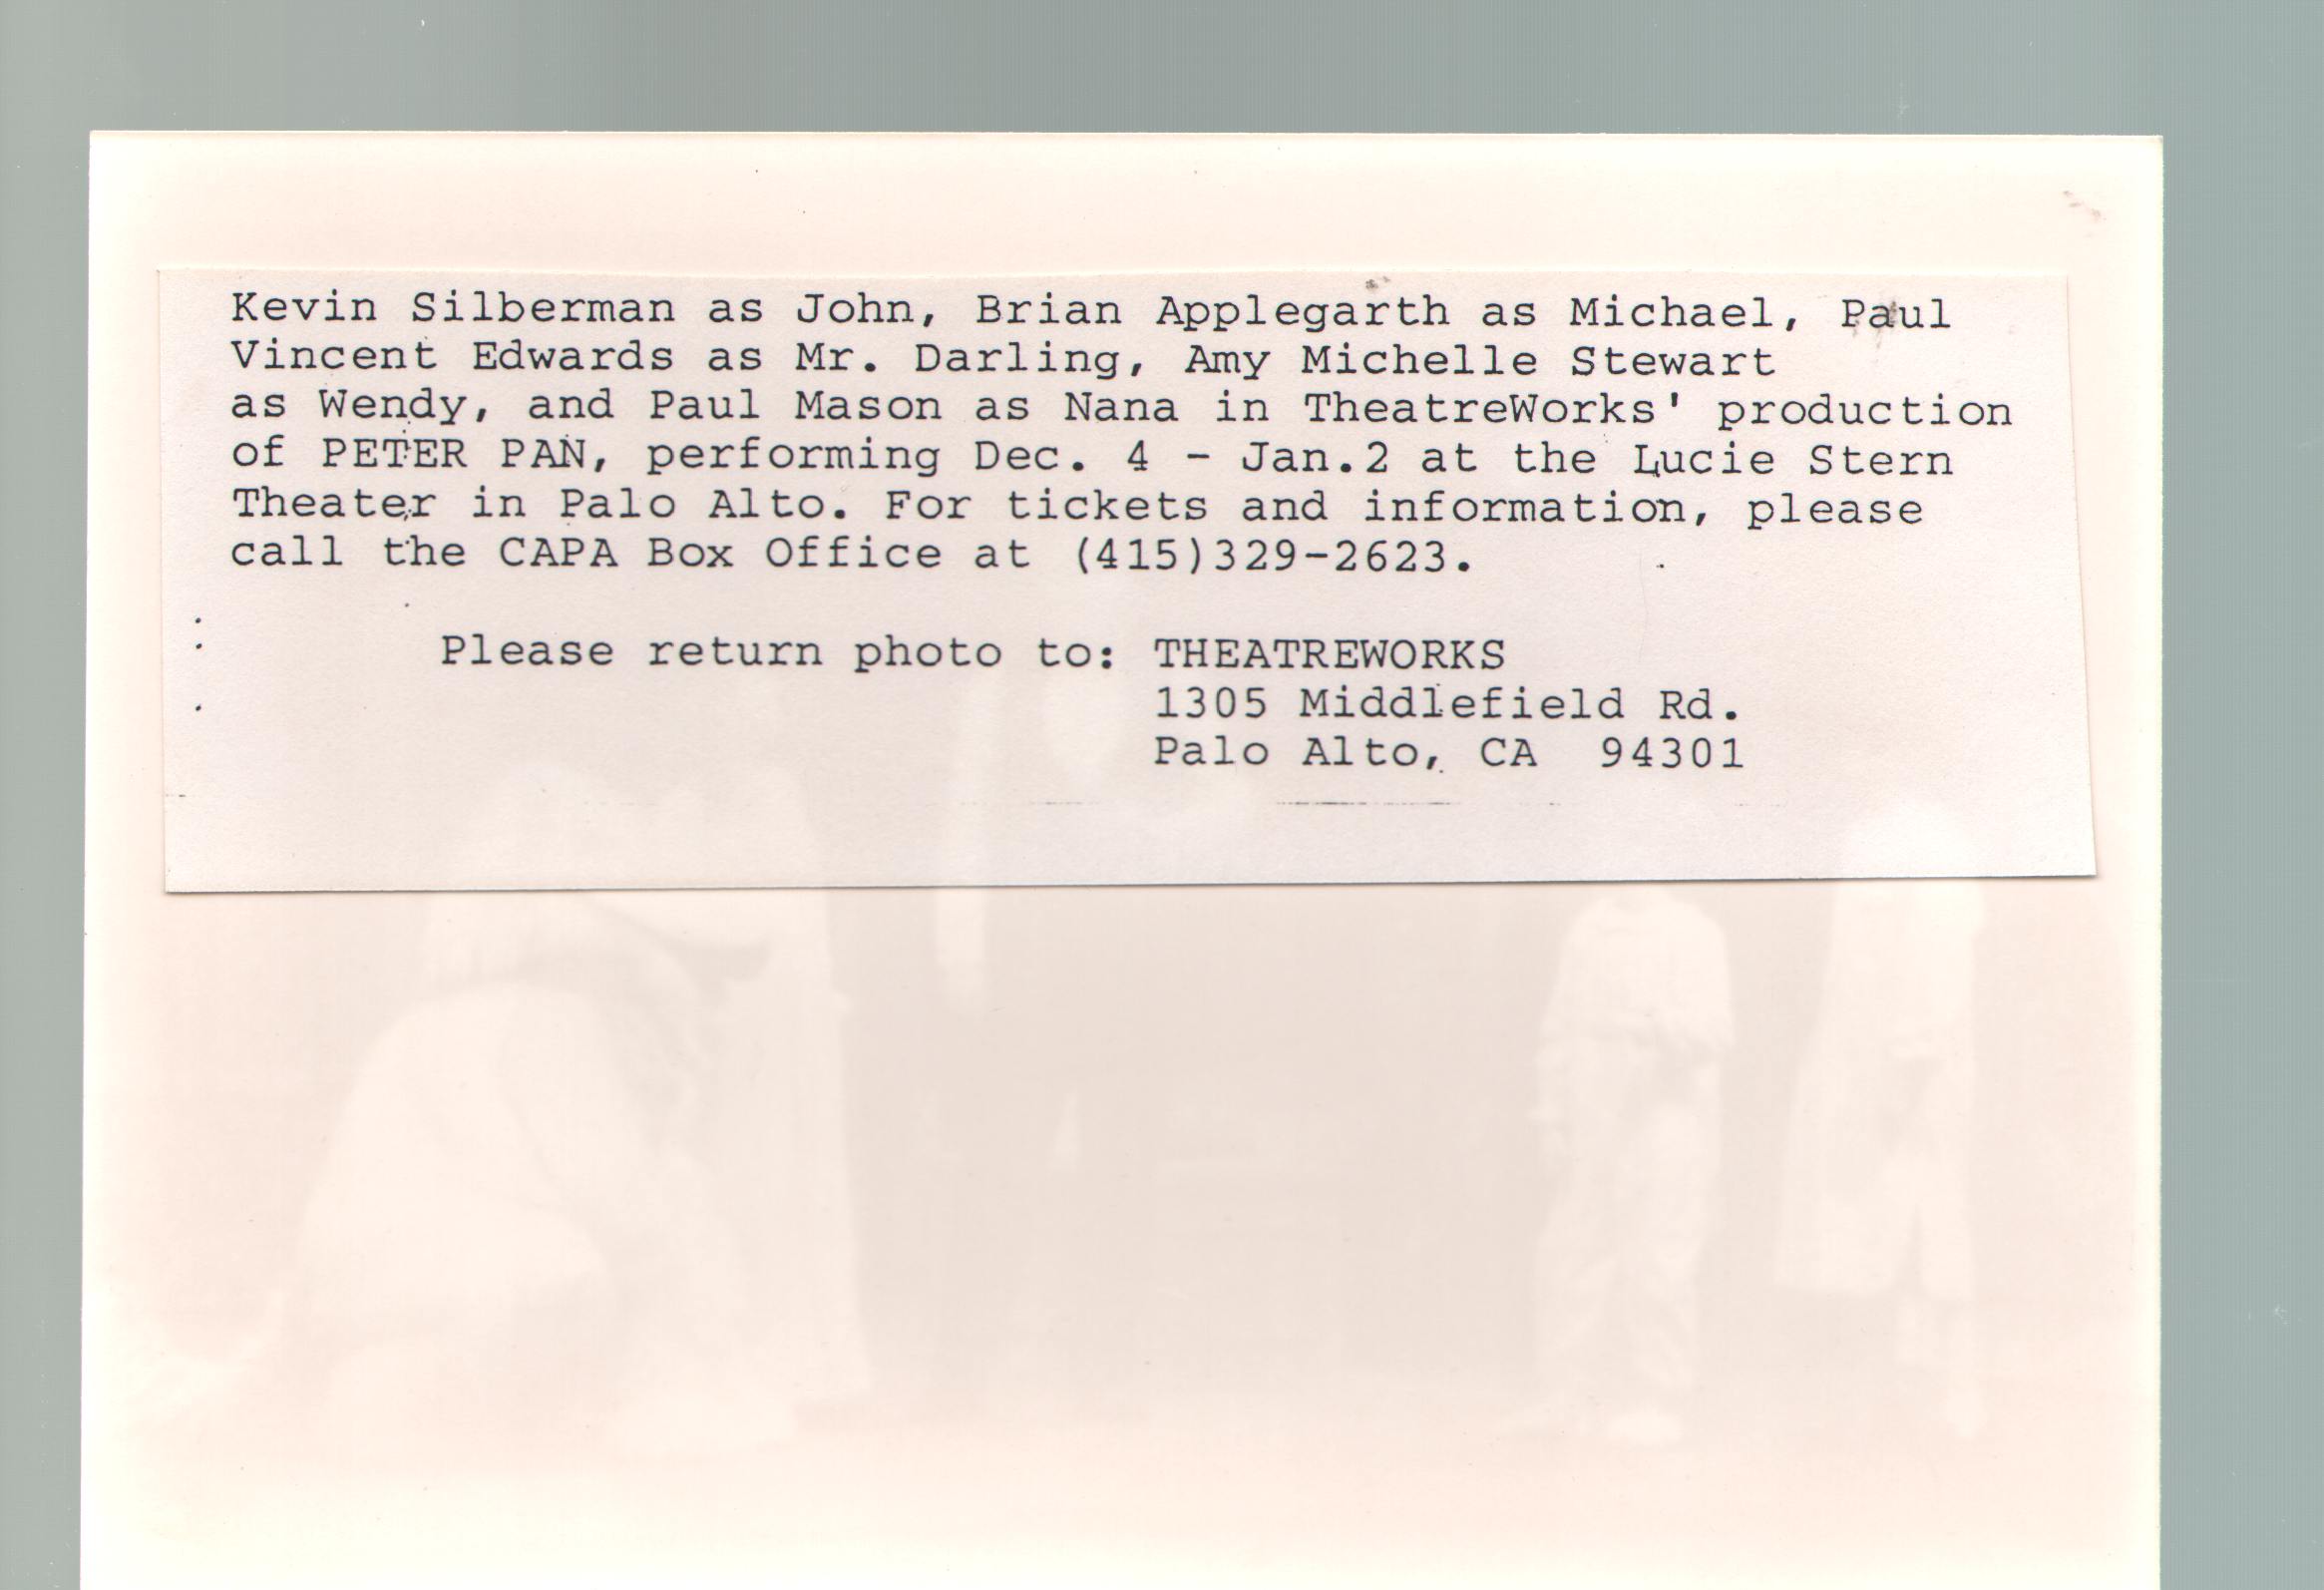 Kevin Silberman as John, Brian Applegarth as Michael, Paul
Vincent Edwards as Mr. Darling, Amy Michelle Stewart
as Wendy, and Paul Mason as Nana in TheatreWorks' production
of PETER PAN, performing Dec. 4 - Jan.2 at the Lucie Stern
Theater in Palo Alto. For tickets and information, please
call the CAPA Box Office at (415)329-2623.
Please return photo to: THEATREWORKS
1305 Middlefield Rd.
Palo Alto, CA  94301